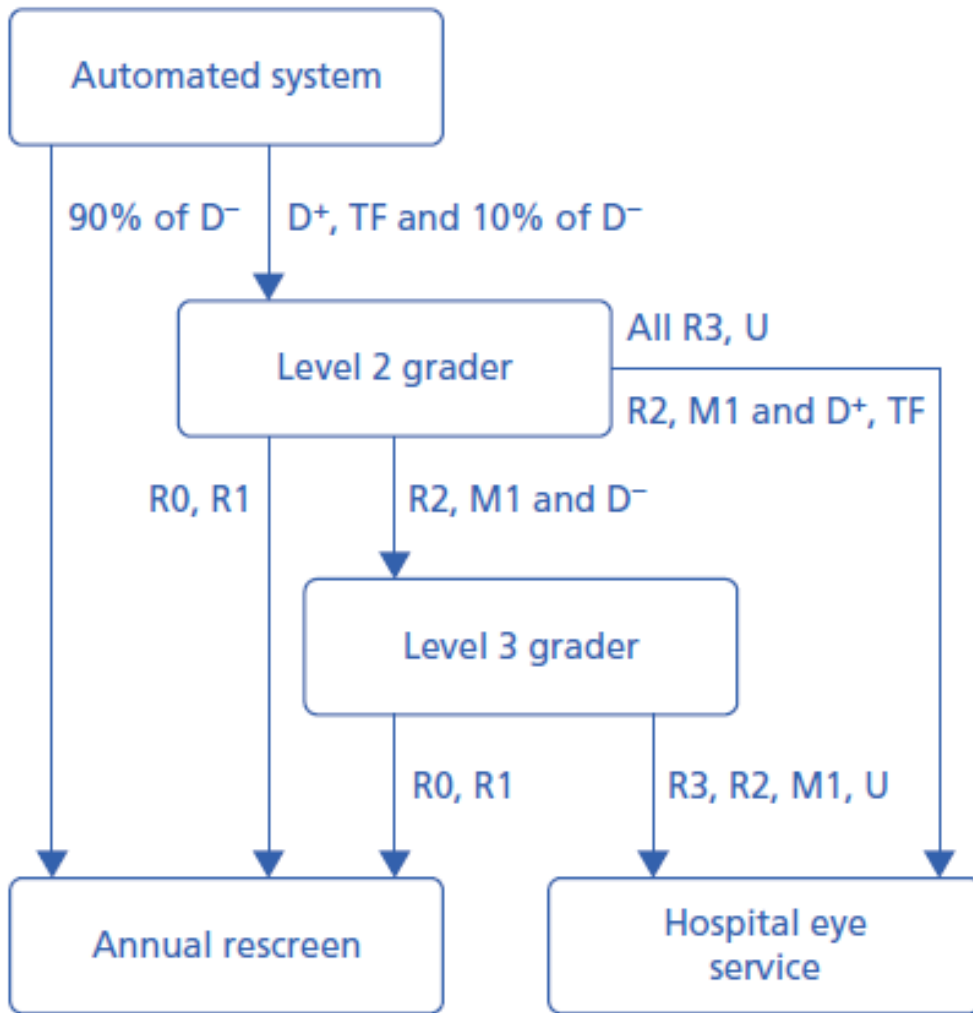 Automated system
90% of D⁻
D⁺, TF and 10% of D⁻
All R3, U
Level 2 grader
R2, M1 and D⁺, TF
R0, R1
R2, M1 and D⁻
Level 3 grader
R0, R1
R3, R2, M1, U
Annual rescreen
Hospital eye
service